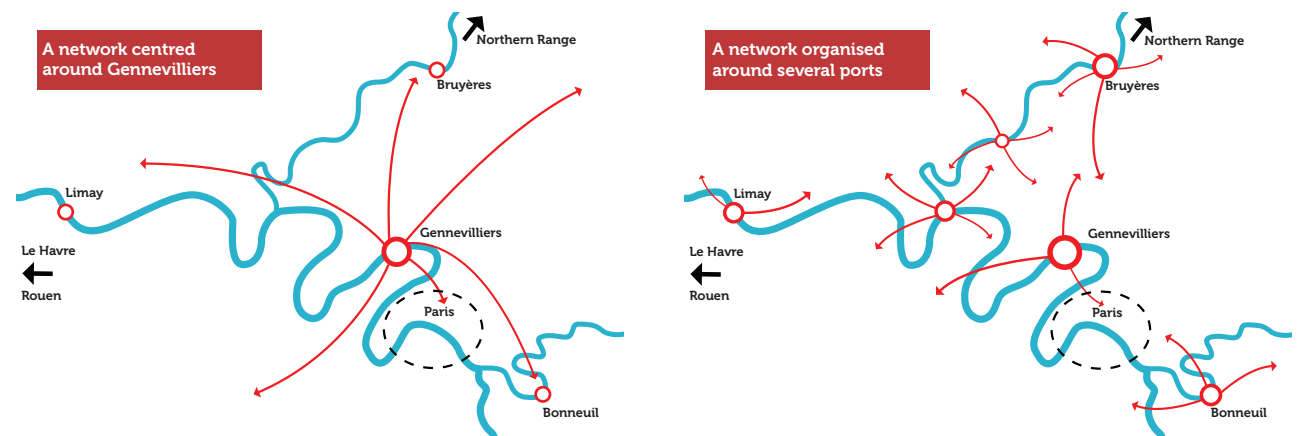 A network centred
around Gennevilliers
Northern Range
Bruyères
Limay
Gennevilliers
Le Havre
Rouen
Paris
Bonneuil
A network organised
around several ports
Northern Range
Bruyères
Limay
Gennevilliers
Le Havre
Rouen
Paris
Bonneuil